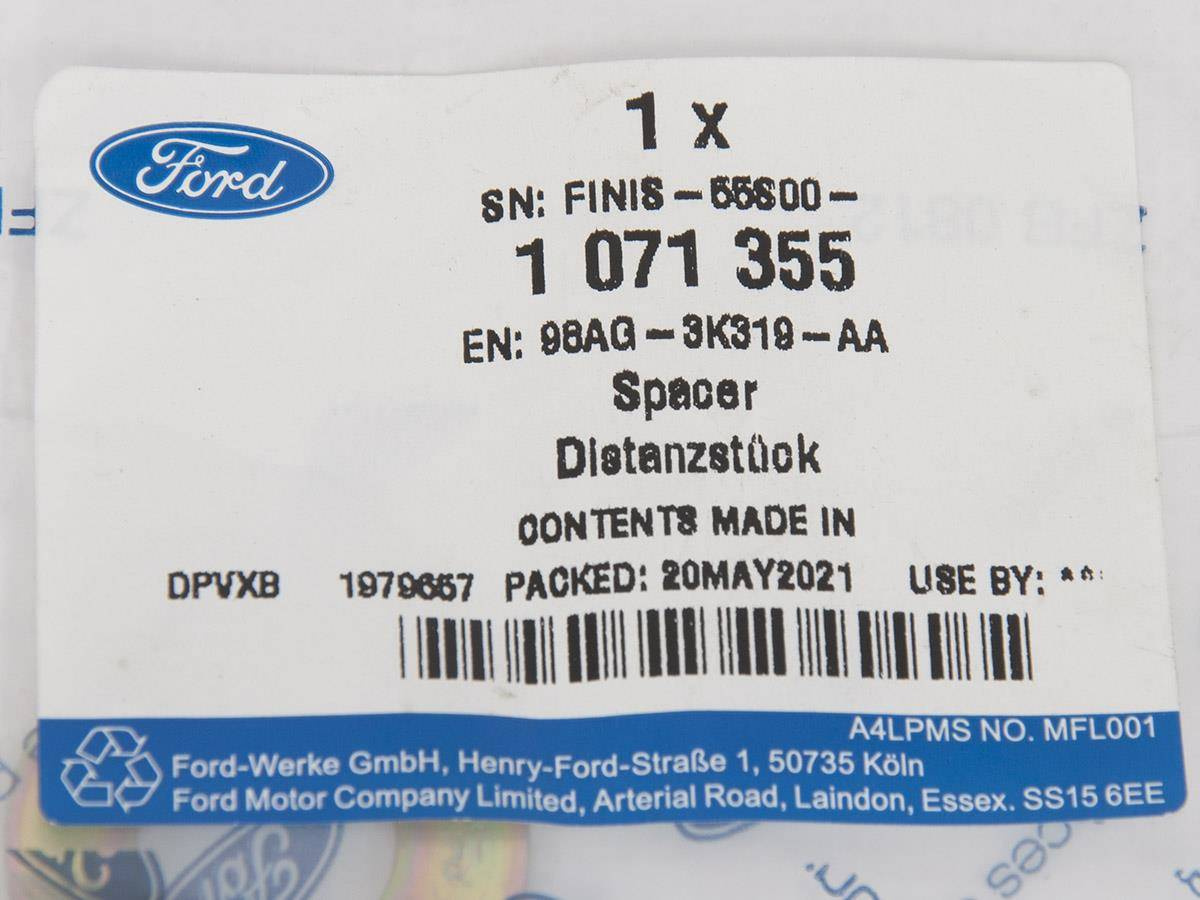 Ford
1 x
SN: FINIS - 55S00 -
1 071 355
EN: 98AG - 3K319 - AA
Spacer
Distanzstück
CONTENTS MADE IN
DPVXB 1979657 PACKED: 20MAY2021 USE BY: **
A4LPMS NO. MFL001
Ford-Werke GmbH, Henry-Ford-Straße 1, 50735 Köln
Ford Motor Company Limited, Arterial Road, Laindon, Essex. SS15 6EE